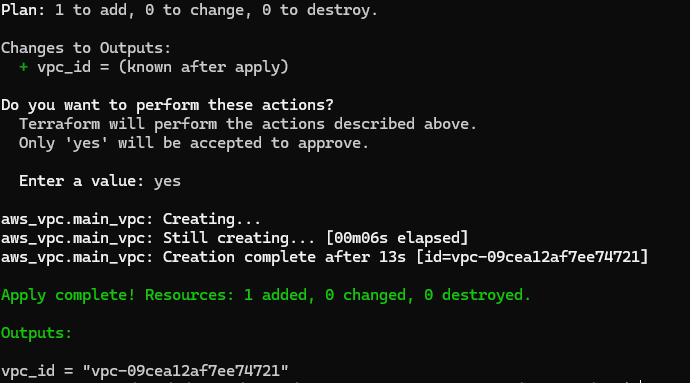 Plan: 1 to add, 0 to change, 0 to destroy.
Changes to Outputs:
+ vpc_id = (known after apply)
Do you want to perform these actions?
Terraform will perform the actions described above.
Only 'yes' will be accepted to approve.
Enter a value: yes
aws_vpc.main_vpc: Creating...
aws_vpc.main_vpc: Still creating... [00m06s elapsed]
aws_vpc.main_vpc: Creation complete after 13s [id=vpc-09cea12af7ee74721]
Apply complete! Resources: 1 added, 0 changed, 0 destroyed.
Outputs:
vpc_id = "vpc-09cea12af7ee74721"